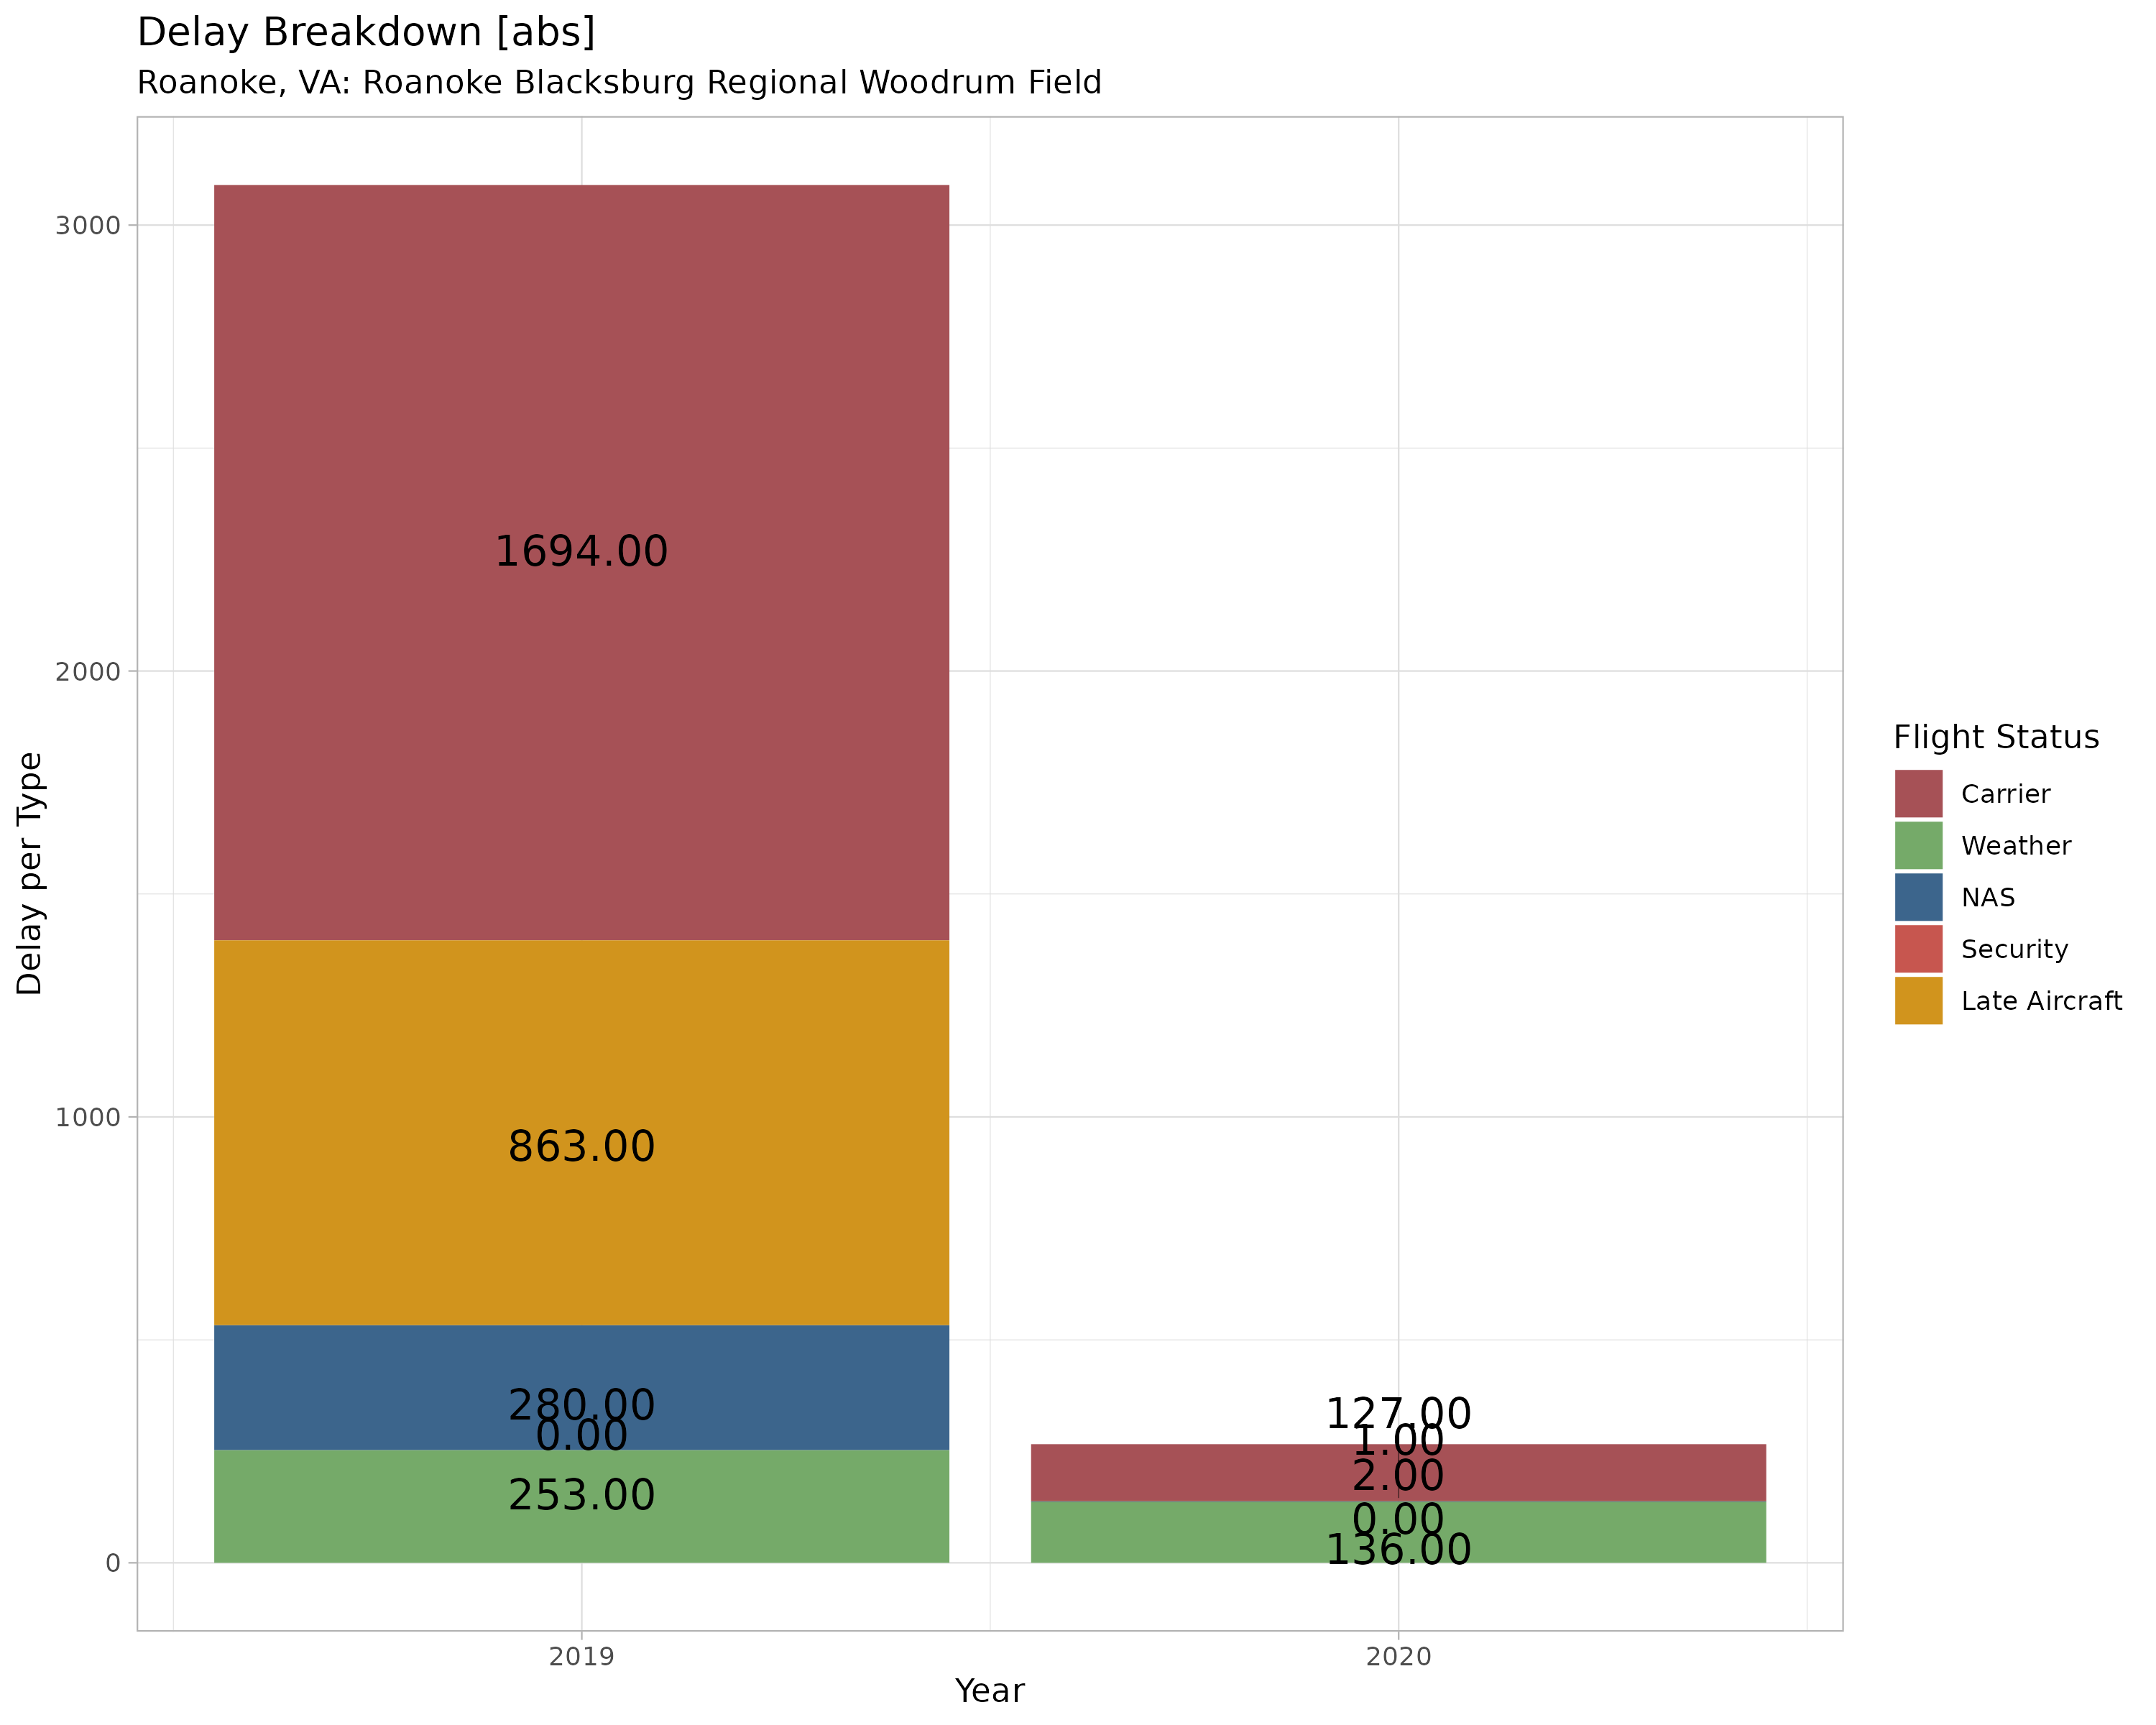 Delay Breakdown [abs]
Roanoke, VA: Roanoke Blacksburg Regional Woodrum Field
Delay per Type
3000
2000
1000
0
1694.00
863.00
280.00
0.00
253.00
127.00
1.00
2.00
0.00
136.00
2019
2020
Year
Flight Status
Carrier
Weather
NAS
Security
Late Aircraft